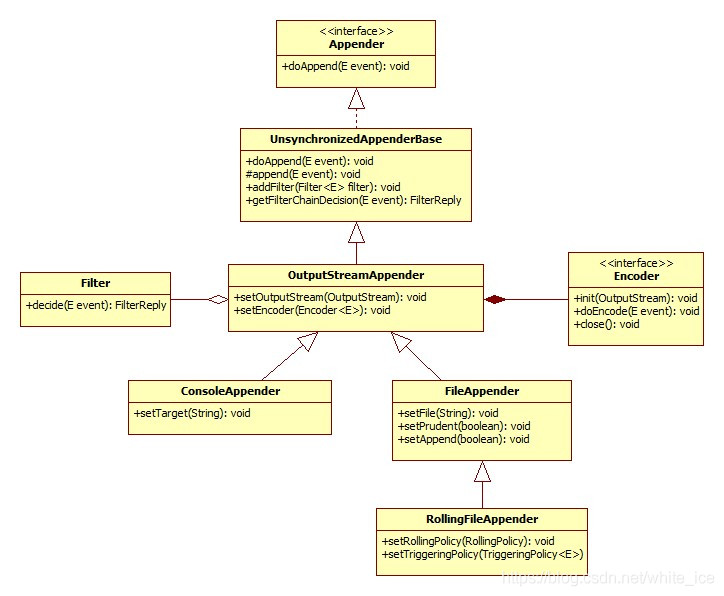 <<interface>>
Appender
+doAppend(E event): void
UnsynchronizedAppenderBase
+doAppend(E event): void
#append(E event): void
+addFilter(Filter<E> filter): void
+getFilterChainDecision(E event): FilterReply
Filter
+decide(E event): FilterReply
OutputStreamAppender
+setOutputStream(OutputStream): void
+setEncoder(Encoder<E>): void
<<interface>>
Encoder
+init(OutputStream): void
+doEncode(E event): void
+close(): void
ConsoleAppender
+setTarget(String): void
FileAppender
+setFile(String): void
+setPrudent(boolean): void
+setAppend(boolean): void
RollingFileAppender
+setRollingPolicy(RollingPolicy): void
+setTriggeringPolicy(TriggeringPolicy<E>)
https://blog.csdn.net/white_ice